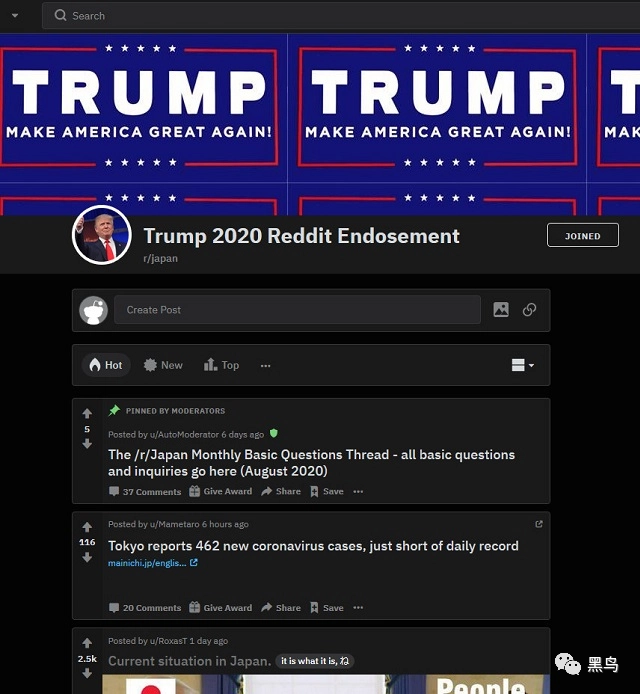 Search
TRUMP
MAKE AMERICA GREAT AGAIN!
TRUMP
MAKE AMERICA GREAT AGAIN!
Trump 2020 Reddit Endosement
JOINED
r/japan
Create Post
Hot New Top
PINNED BY MODERATORS
Posted by u/AutoModerator 6 days ago
5
The /r/Japan Monthly Basic Questions Thread - all basic questions
and inquiries go here (August 2020)
37 Comments Give Award Share Save
Posted by u/Mametaro 6 hours ago
116
Tokyo reports 462 new coronavirus cases, just short of daily record
mainichi.jp/englis...
20 Comments Give Award Share Save
Posted by u/RoxasT 1 day ago
2.5k
Current situation in Japan. it is what it is, ね
People
黑鸟